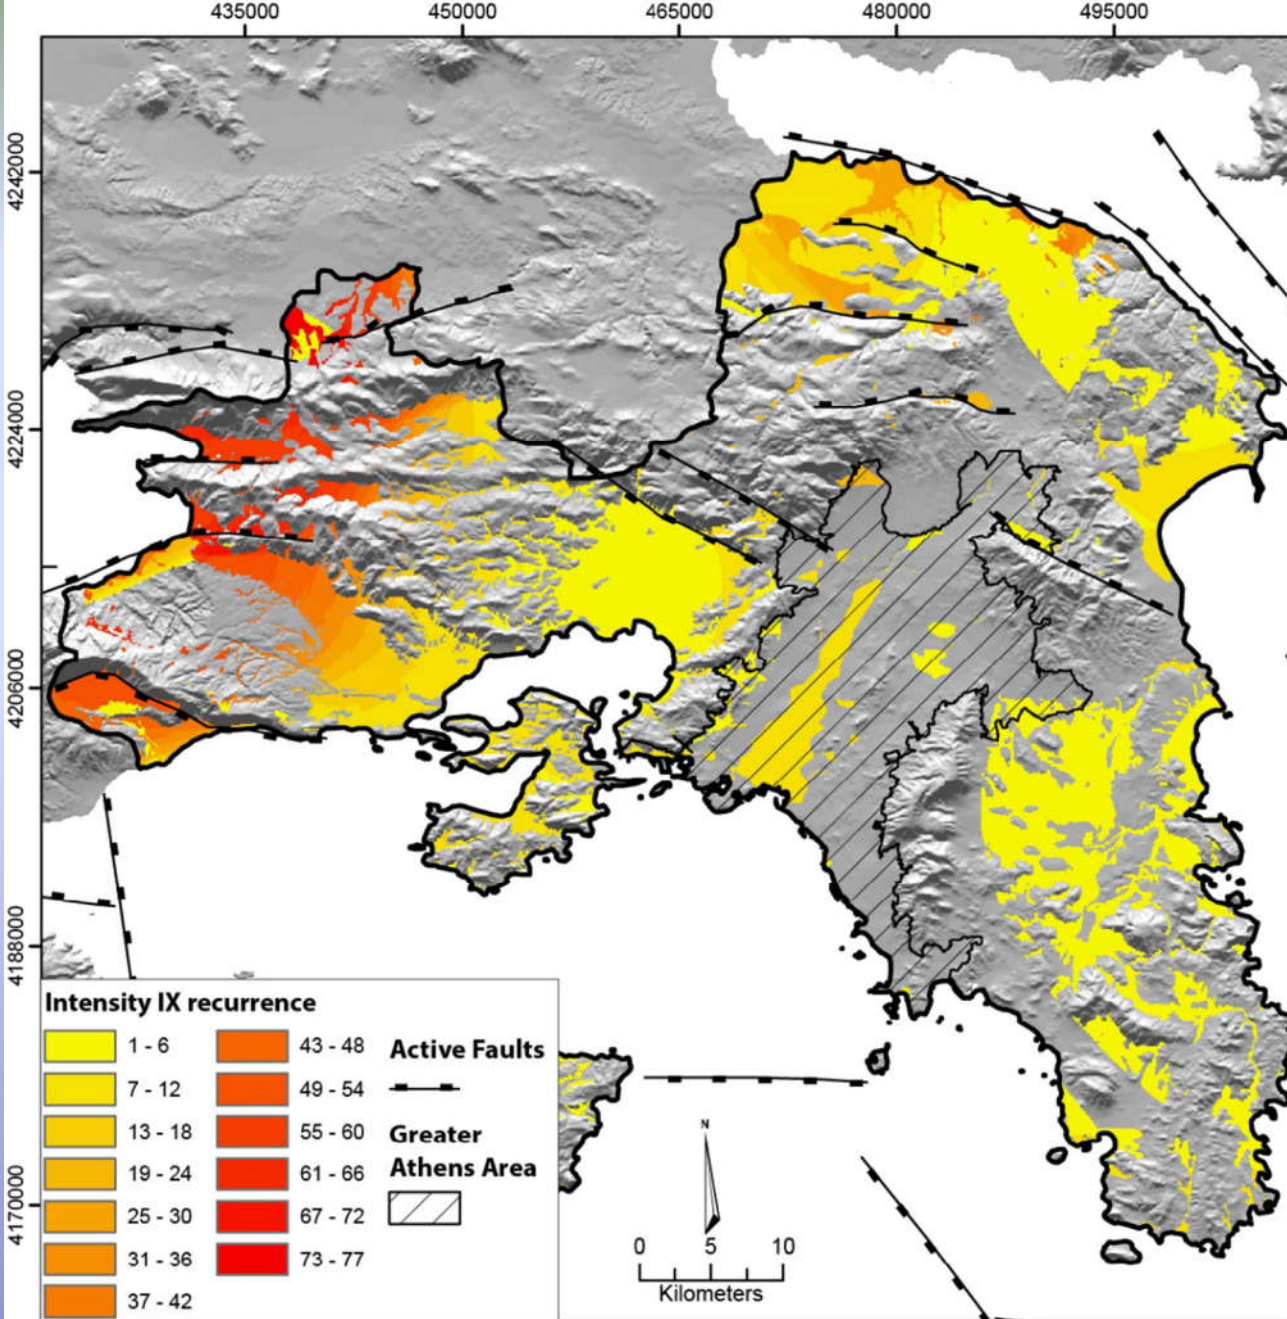 435000 450000 465000 480000 495000
4242000
4224000
4206000
4188000
4170000
Intensity IX recurrence
1 - 6
7 - 12
13 - 18
19 - 24
25 - 30
31 - 36
37 - 42
43 - 48
49 - 54
55 - 60
61 - 66
67 - 72
73 - 77
Active Faults
Greater
Athens Area
N
0 5 10
Kilometers